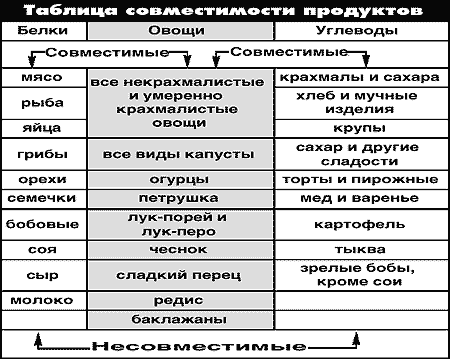 Таблица совместимости продуктов
Белки Овощи Углеводы
Совместимые Совместимые
мясо все некрахмалистые и умеренно крахмалистые овощи крахмалы и сахара
рыба хлеб и мучные изделия
яйца крупы
грибы все виды капусты сахар и другие сладости
орехи огурцы торты и пирожные
семечки петрушка мед и варенье
бобовые лук-порей и лук-перо картофель
соя чеснок тыква
сыр сладкий перец зрелые бобы, кроме сои
молоко редис
баклажаны
Несовместимые